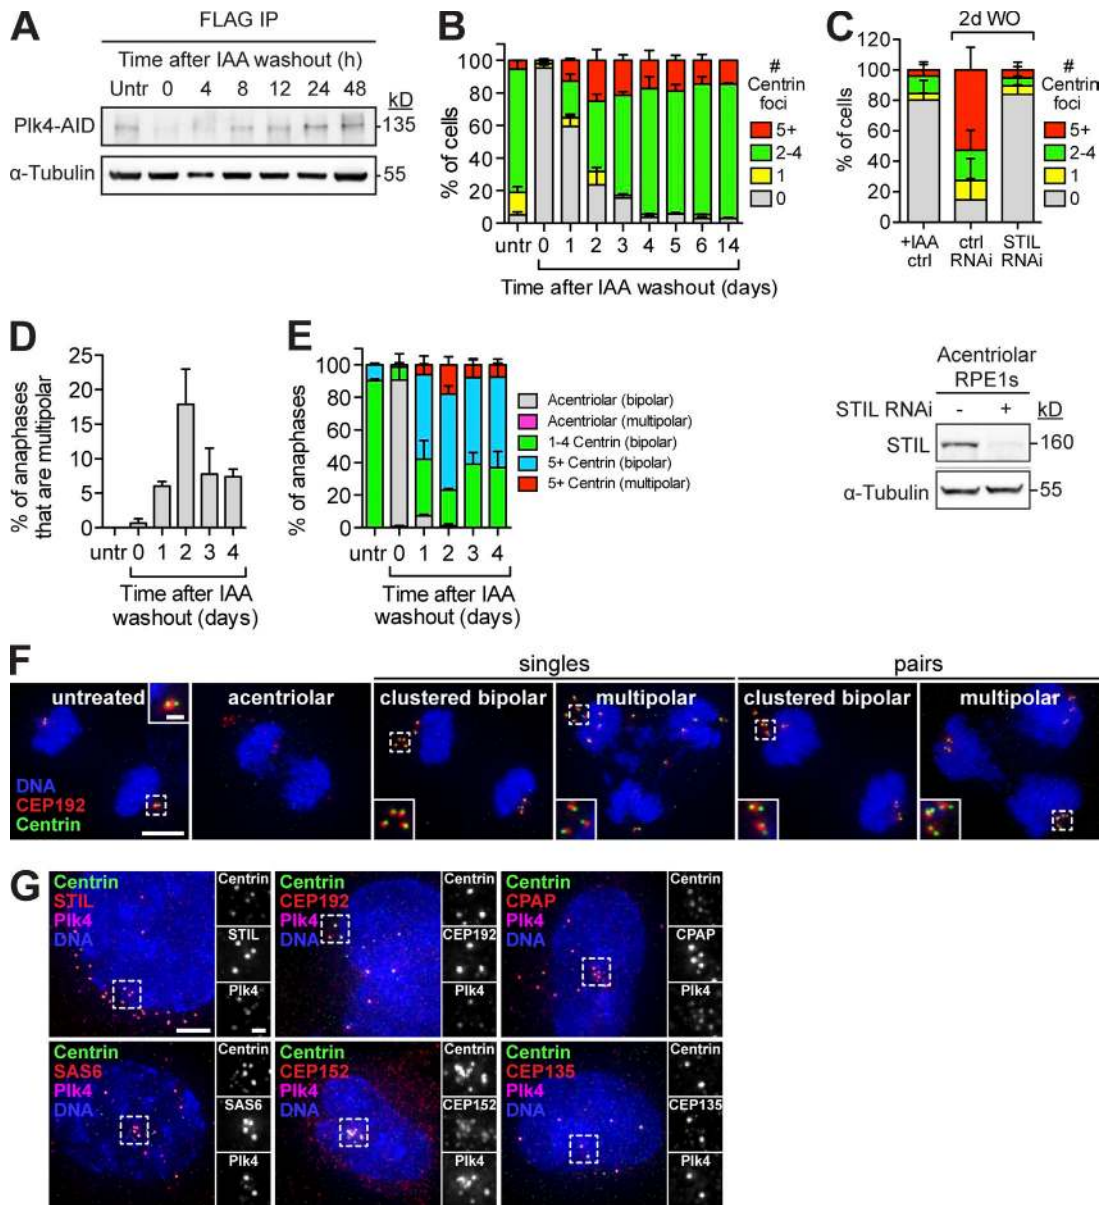 A
FLAG IP
Time after IAA washout (h)
Untr 0 4 8 12 24 48 kD
Plk4-AID 135
α-Tubulin 55
B
% of cells
100
80
60
40
20
0
untr 0 1 2 3 4 5 6 14
Time after IAA washout (days)
#
Centrin
foci
5+
2-4
1
0
C
2d WO
% of cells
120
100
80
60
40
20
0
+IAA ctrl
ctrl RNAi
STIL RNAi
#
Centrin
foci
5+
2-4
1
0
Acentriolar
RPE1s
STIL RNAi - + kD
STIL 160
α-Tubulin 55
D
% of anaphases
that are multipolar
25
20
15
10
5
0
untr 0 1 2 3 4
Time after IAA
washout (days)
E
% of anaphases
100
80
60
40
20
0
untr 0 1 2 3 4
Time after IAA
washout (days)
Acentriolar (bipolar)
Acentriolar (multipolar)
1-4 Centrin (bipolar)
5+ Centrin (bipolar)
5+ Centrin (multipolar)
F
singles pairs
untreated acentriolar clustered bipolar multipolar clustered bipolar multipolar
DNA
CEP192
Centrin
G
Centrin
STIL
Plk4
DNA
Centrin
STIL
Plk4
Centrin
CEP192
Plk4
DNA
Centrin
CEP192
Plk4
Centrin
CPAP
Plk4
DNA
Centrin
CPAP
Plk4
Centrin
SAS6
Plk4
DNA
Centrin
SAS6
Plk4
Centrin
CEP152
Plk4
DNA
Centrin
CEP152
Plk4
Centrin
CEP135
Plk4
DNA
Centrin
CEP135
Plk4